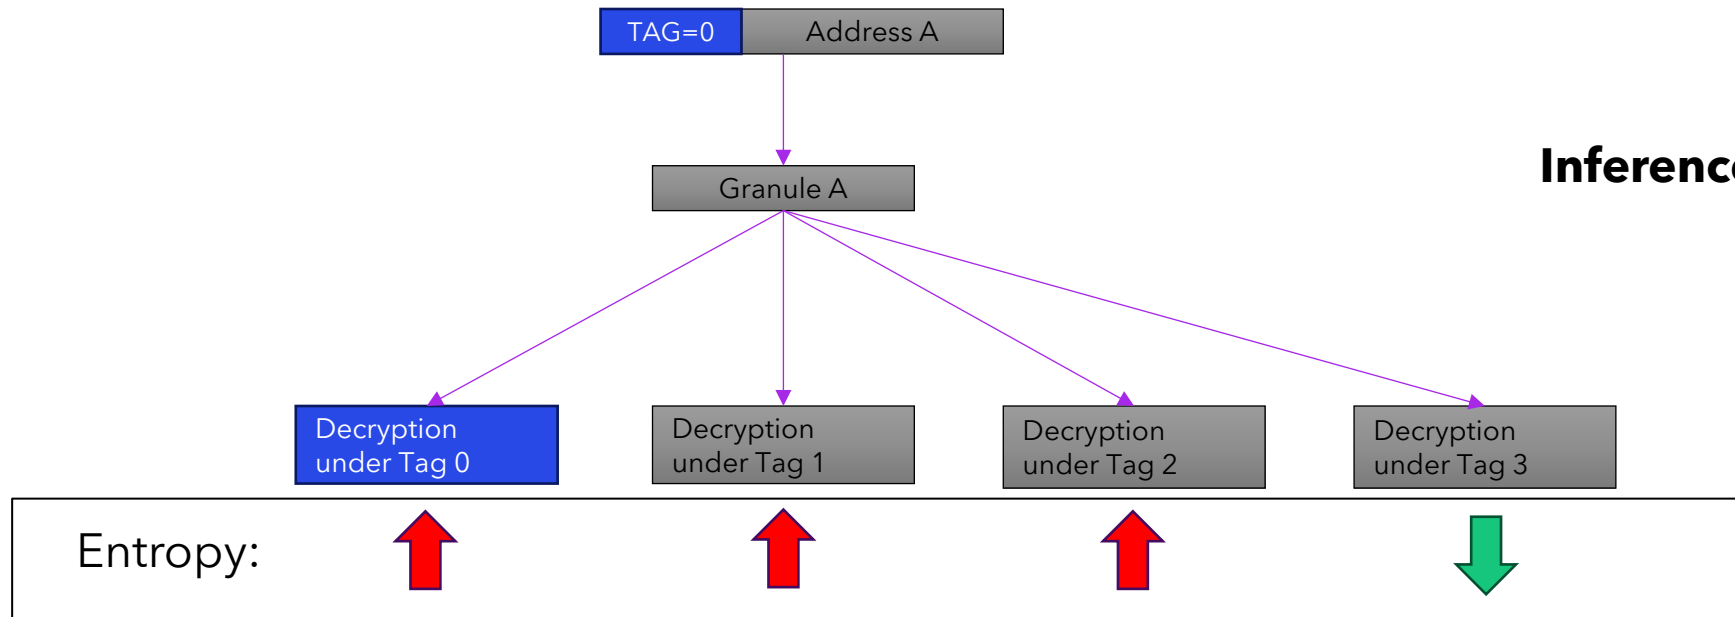 TAG=0
Address A
Granule A
Decryption
under Tag 0
Decryption
under Tag 1
Decryption
under Tag 2
Decryption
under Tag 3
Entropy: